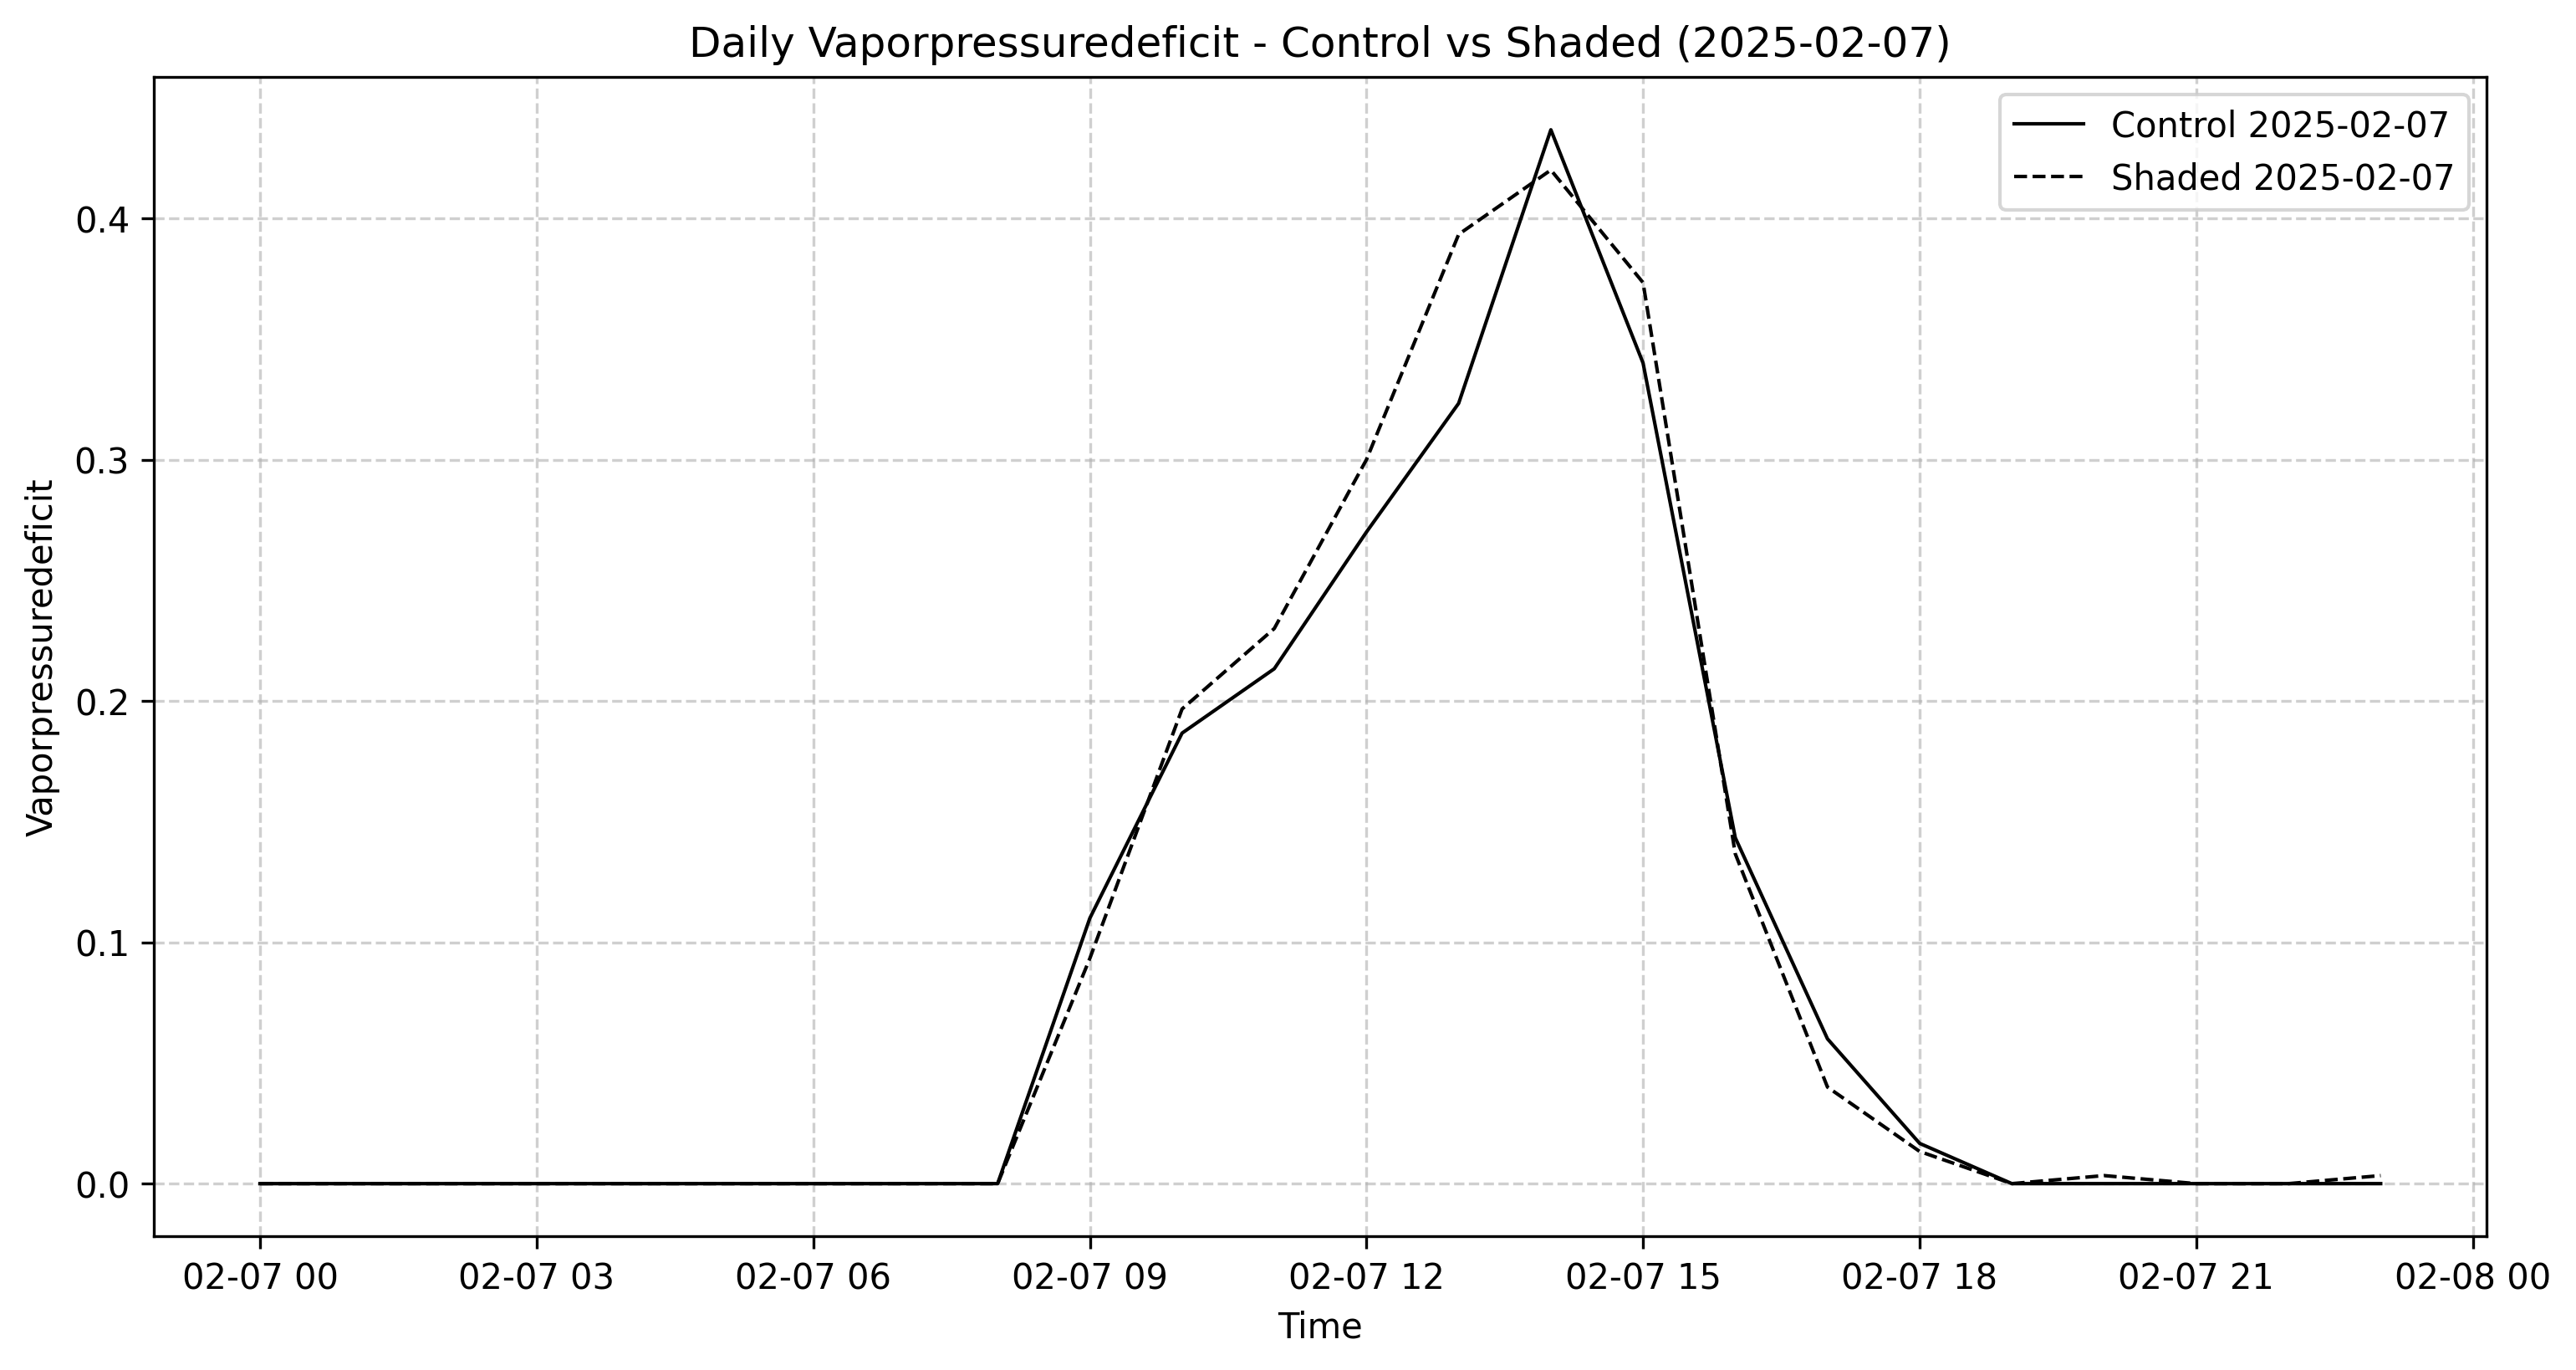 Daily Vaporpressuredeficit - Control vs Shaded (2025-02-07)
Control 2025-02-07
Shaded 2025-02-07
Vaporpressuredeficit
0.4
0.3
0.2
0.1
0.0
02-07 00
02-07 03
02-07 06
02-07 09
02-07 12
02-07 15
02-07 18
02-07 21
02-08 00
Time